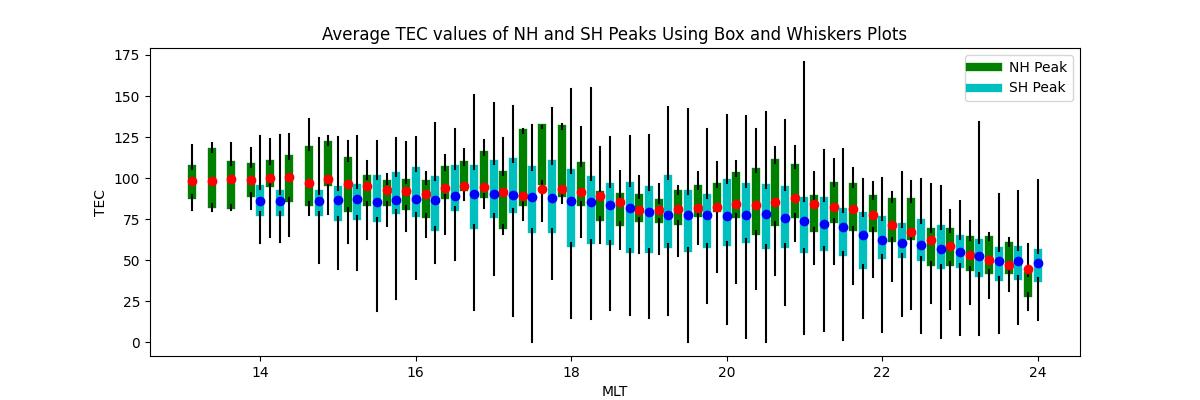 Average TEC values of NH and SH Peaks Using Box and Whiskers Plots
175
150
125
100
75
50
25
0
TEC
NH Peak
SH Peak
14 16 18 20 22 24
MLT